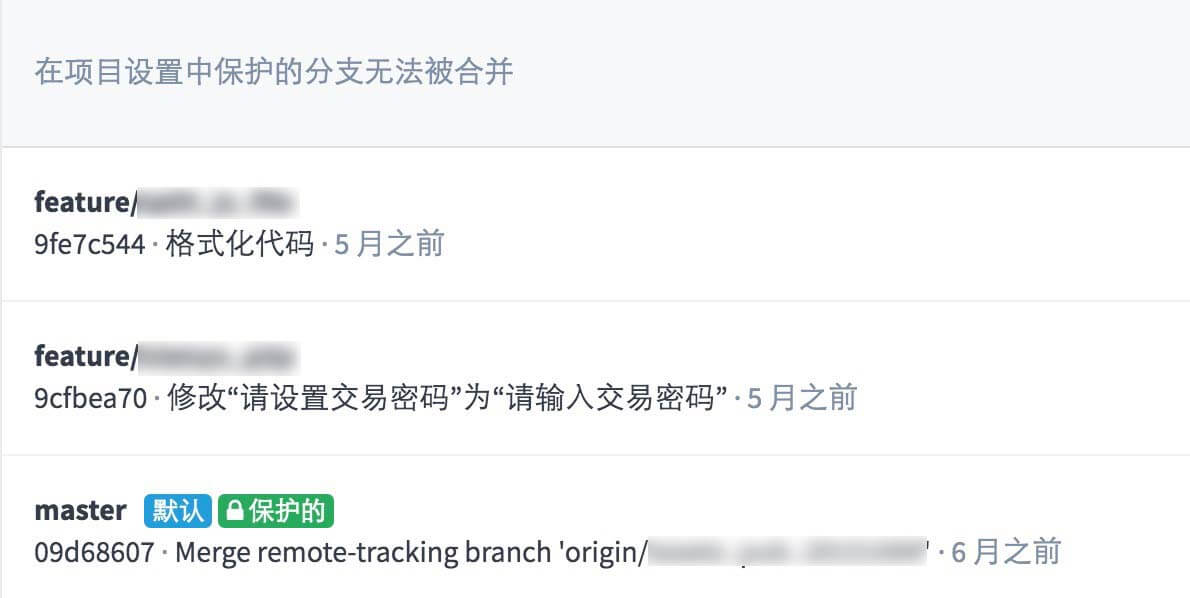 在项目设置中保护的分支无法被合并
feature/
9fe7c544 · 格式化代码 · 5 月之前
feature/
9cfbea70 · 修改“请设置交易密码”为“请输入交易密码” · 5 月之前
master 默认 保护的
09d68607 · Merge remote-tracking branch 'origin/ ' · 6 月之前